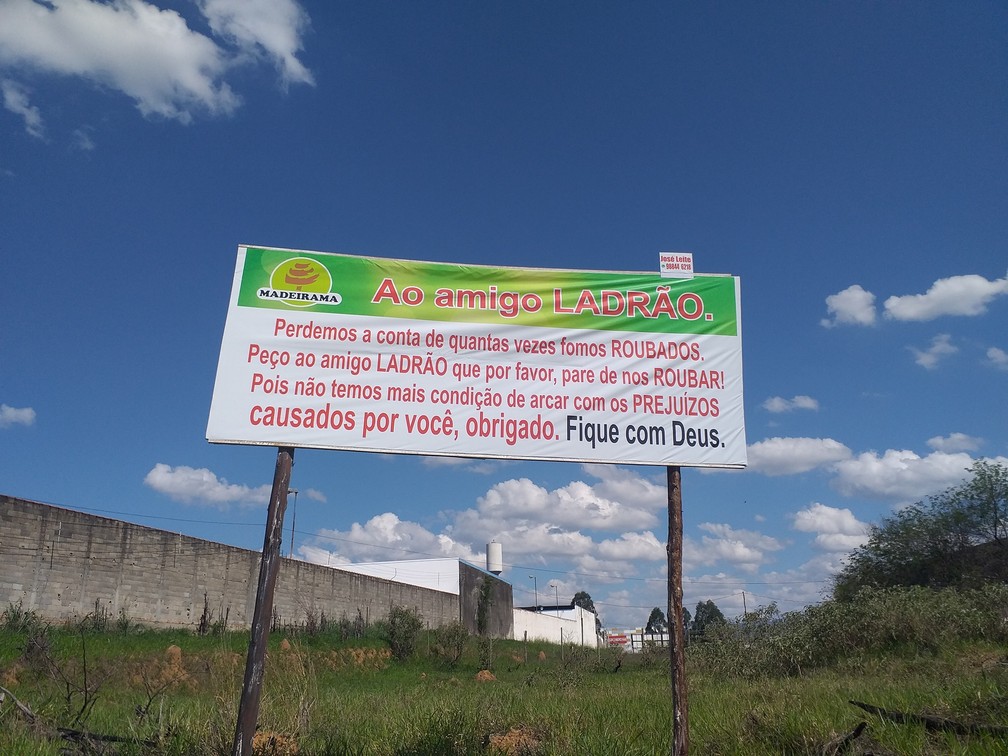 José Leite
98844 6218
MADEIRAMA
Ao amigo LADRÃO.
Perdemos a conta de quantas vezes fomos ROUBADOS.
Peço ao amigo LADRÃO que por favor, pare de nos ROUBAR!
Pois não temos mais condição de arcar com os PREJUÍZOS
causados por você, obrigado. Fique com Deus.